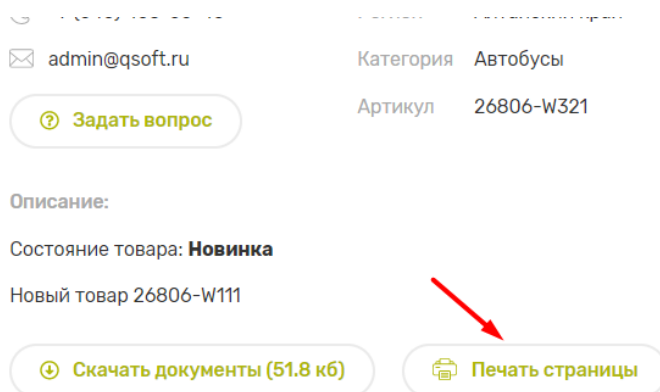 admin@qsoft.ru
Категория Автобусы
Задать вопрос
Артикул 26806-W321
Описание:
Состояние товара: Новинка
Новый товар 26806-W111
Скачать документы (51.8 кб)
Печать страницы